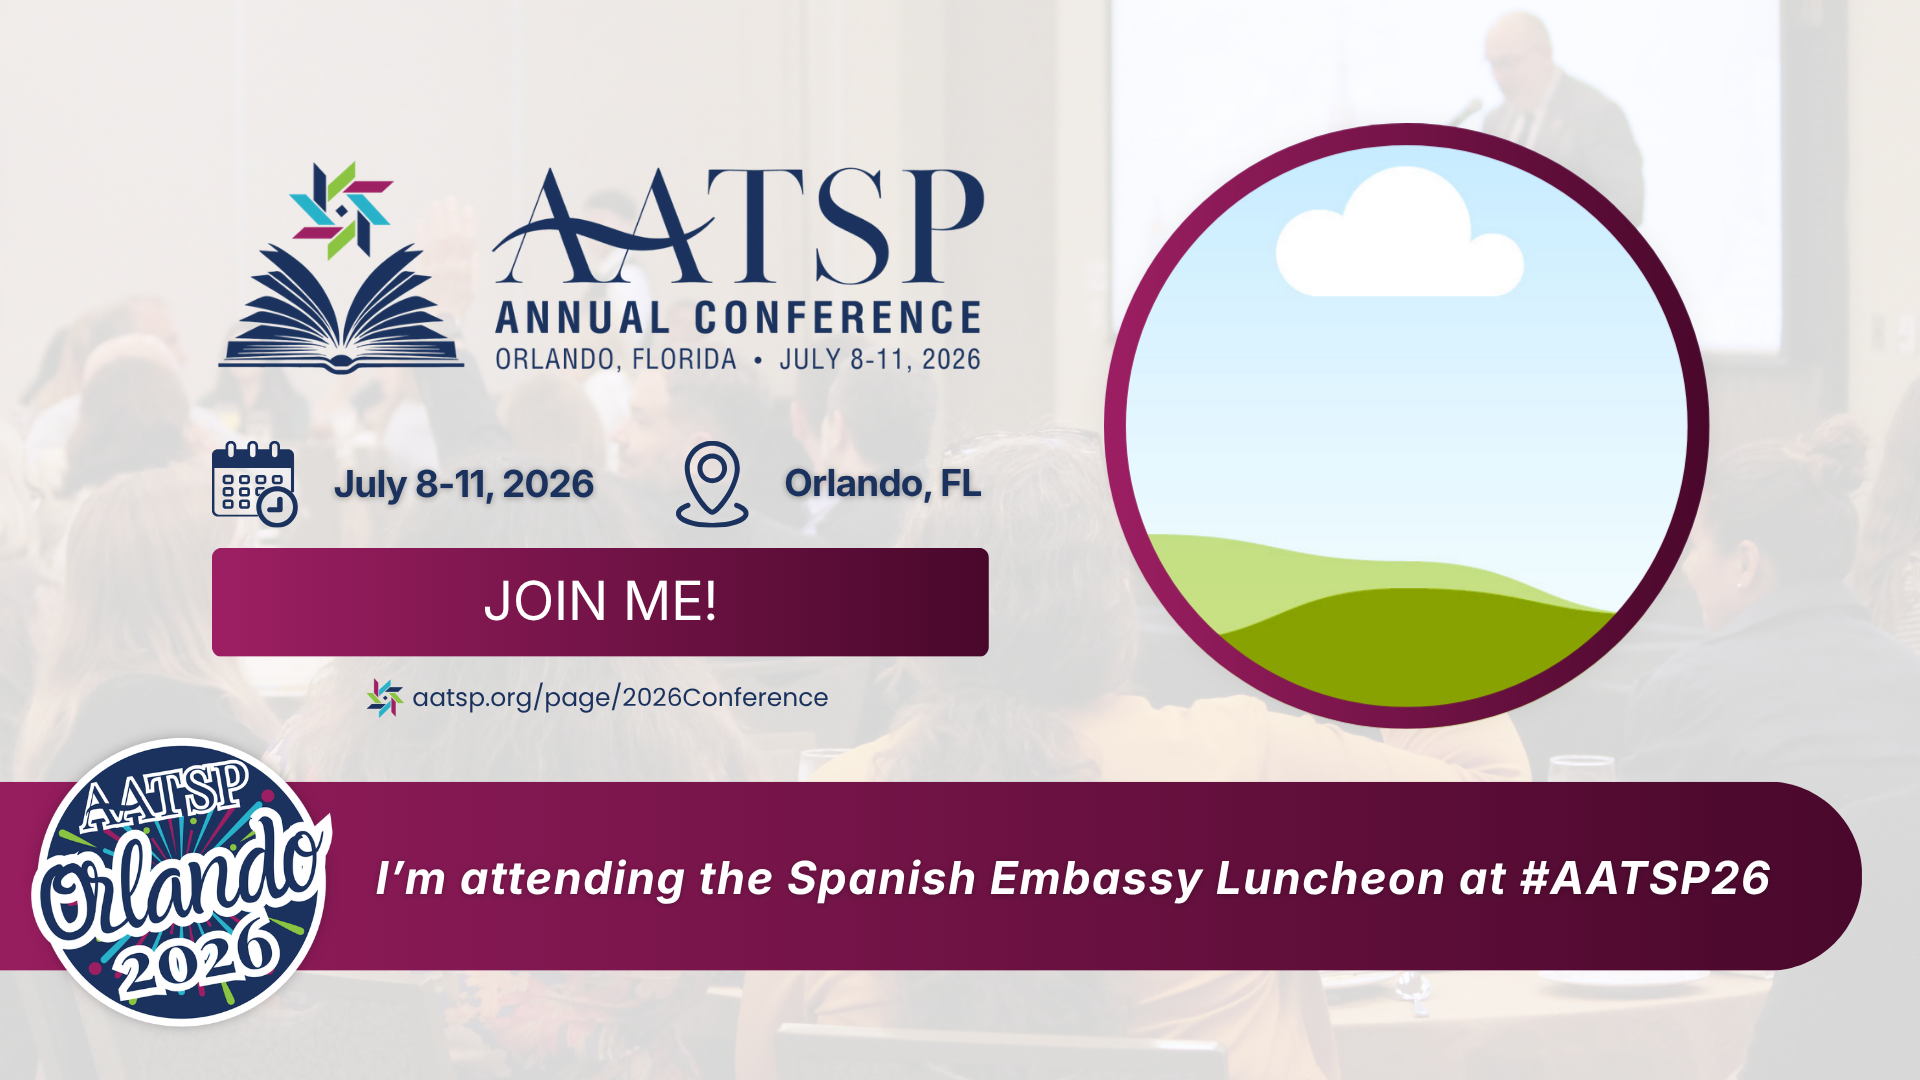 AATSP
ANNUAL CONFERENCE
ORLANDO, FLORIDA • JULY 8-11, 2026
July 8-11, 2026
Orlando, FL
JOIN ME!
aatsp.org/page/2026Conference
AATSP
Orlando
2026
I'm attending the Spanish Embassy Luncheon at #AATSP26